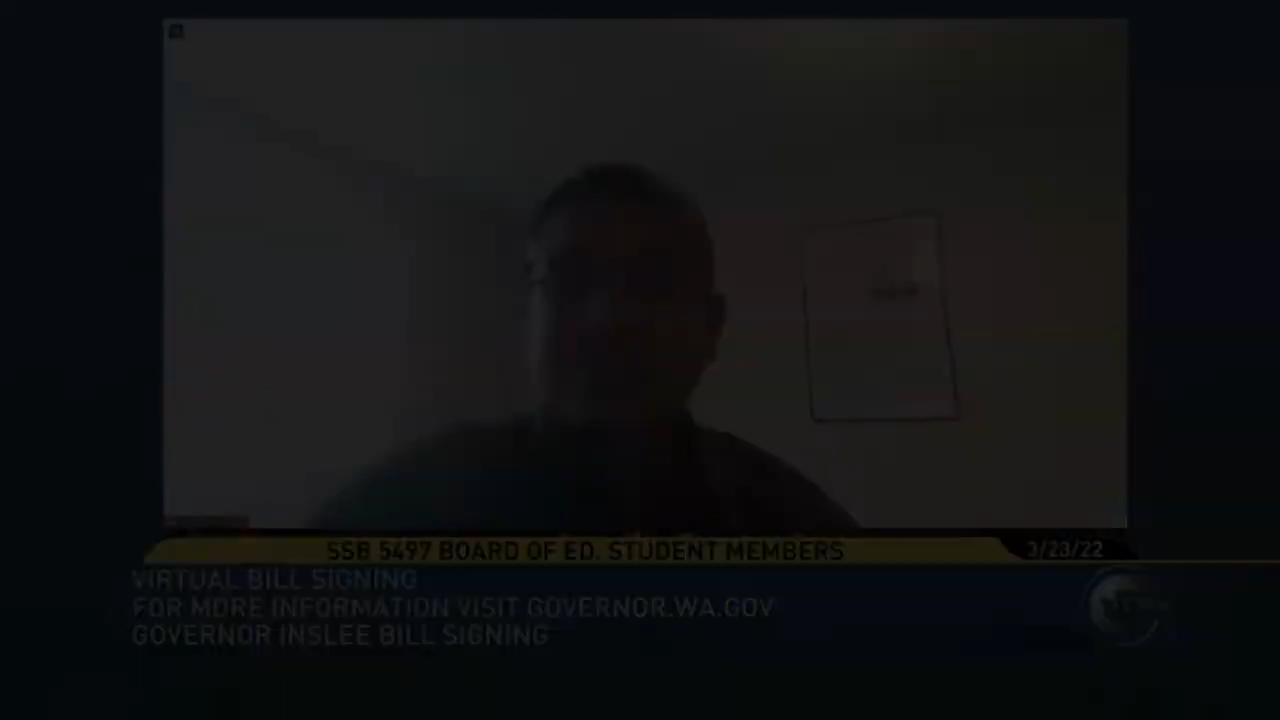 SSB 5497 BOARD OF ED. STUDENT MEMBERS
3/23/22
VIRTUAL BILL SIGNING
FOR MORE INFORMATION VISIT GOVERNOR.WA.GOV
GOVERNOR INSLEE BILL SIGNING